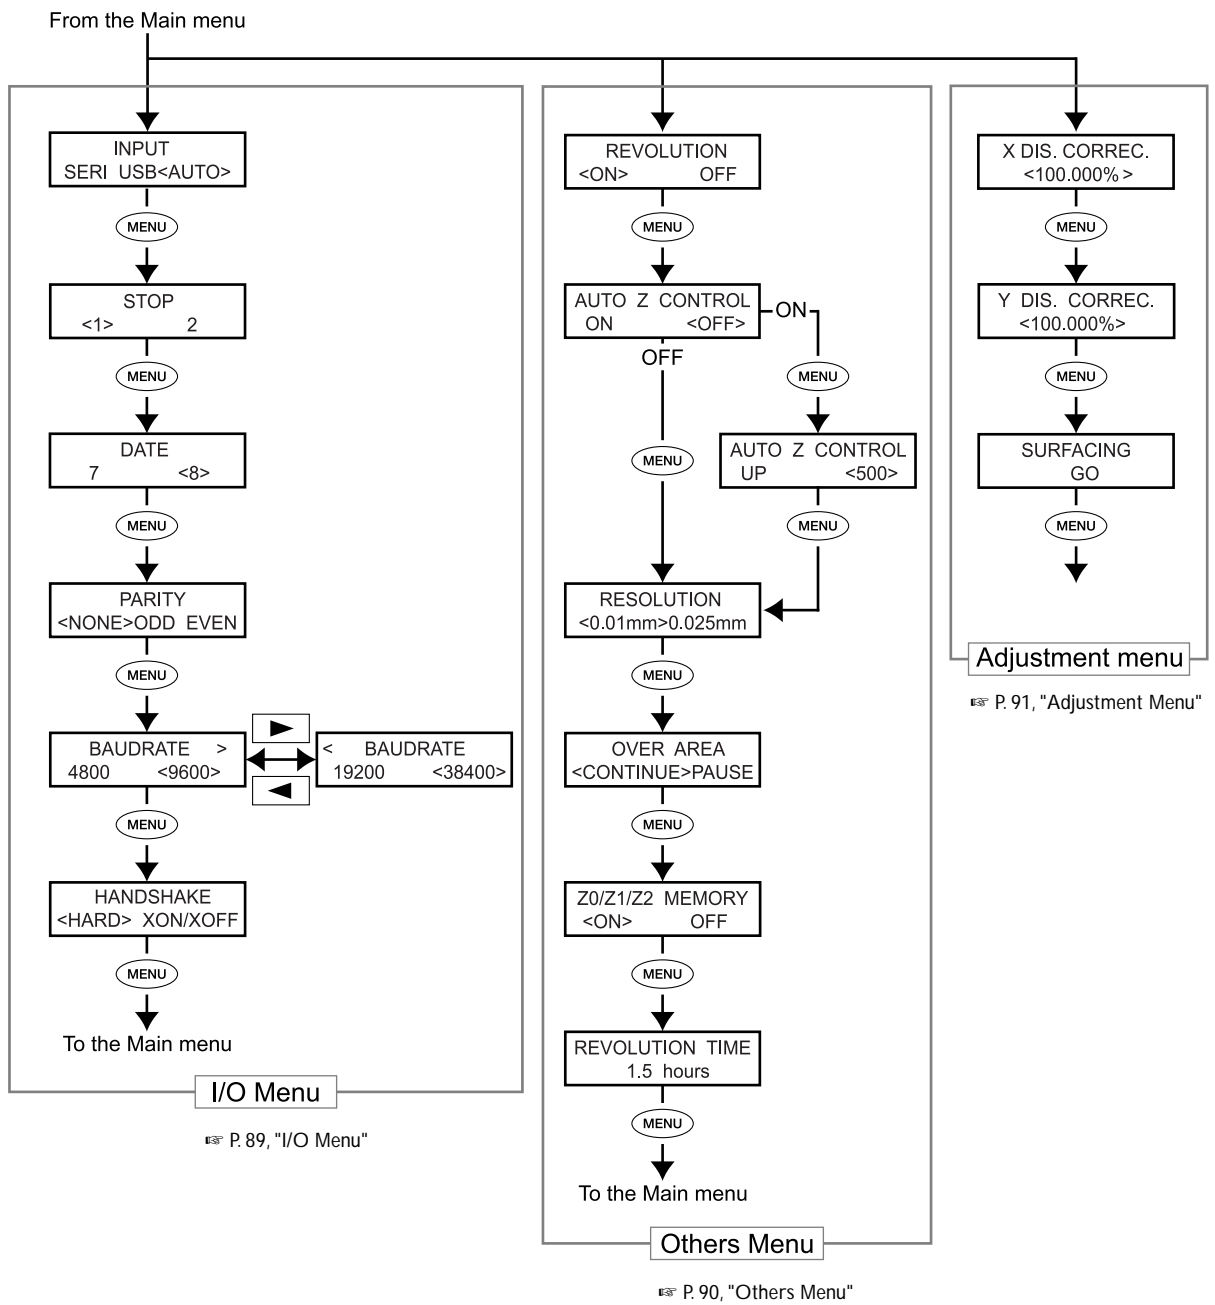 From the Main menu
INPUT
SERI USB<AUTO>
MENU
STOP
<1> 2
MENU
DATE
7 <8>
MENU
PARITY
<NONE>ODD EVEN
MENU
BAUDRATE >
4800 <9600>
< BAUDRATE
19200 <38400>
MENU
HANDSHAKE
<HARD> XON/XOFF
MENU
To the Main menu
I/O Menu
☞ P. 89, "I/O Menu"
REVOLUTION
<ON> OFF
MENU
AUTO Z CONTROL
ON <OFF>
ON
OFF
MENU
MENU
AUTO Z CONTROL
UP <500>
MENU
RESOLUTION
<0.01mm>0.025mm
MENU
OVER AREA
<CONTINUE>PAUSE
MENU
Z0/Z1/Z2 MEMORY
<ON> OFF
MENU
REVOLUTION TIME
1.5 hours
MENU
To the Main menu
Others Menu
☞ P. 90, "Others Menu"
X DIS. CORREC.
<100.000% >
MENU
Y DIS. CORREC.
<100.000%>
MENU
SURFACING
GO
MENU
Adjustment menu
☞ P. 91, "Adjustment Menu"